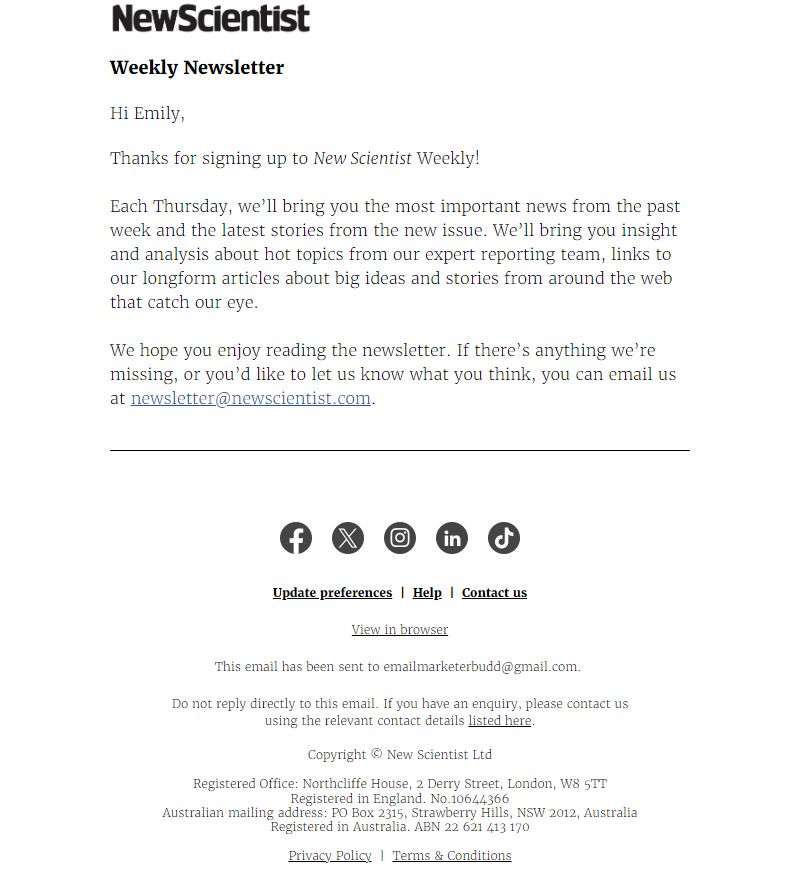 NewScientist
Weekly Newsletter
Hi Emily,
Thanks for signing up to New Scientist Weekly!
Each Thursday, we’ll bring you the most important news from the past
week and the latest stories from the new issue. We’ll bring you insight
and analysis about hot topics from our expert reporting team, links to
our longform articles about big ideas and stories from around the web
that catch our eye.
We hope you enjoy reading the newsletter. If there’s anything we’re
missing, or you’d like to let us know what you think, you can email us
at newsletter@newscientist.com.
Update preferences | Help | Contact us
View in browser
This email has been sent to emailmarketerbudd@gmail.com.
Do not reply directly to this email. If you have an enquiry, please contact us
using the relevant contact details listed here.
Copyright © New Scientist Ltd
Registered Office: Northcliffe House, 2 Derry Street, London, W8 5TT
Registered in England. No.10644366
Australian mailing address: PO Box 2315, Strawberry Hills, NSW 2012, Australia
Registered in Australia. ABN 22 621 413 170
Privacy Policy | Terms & Conditions